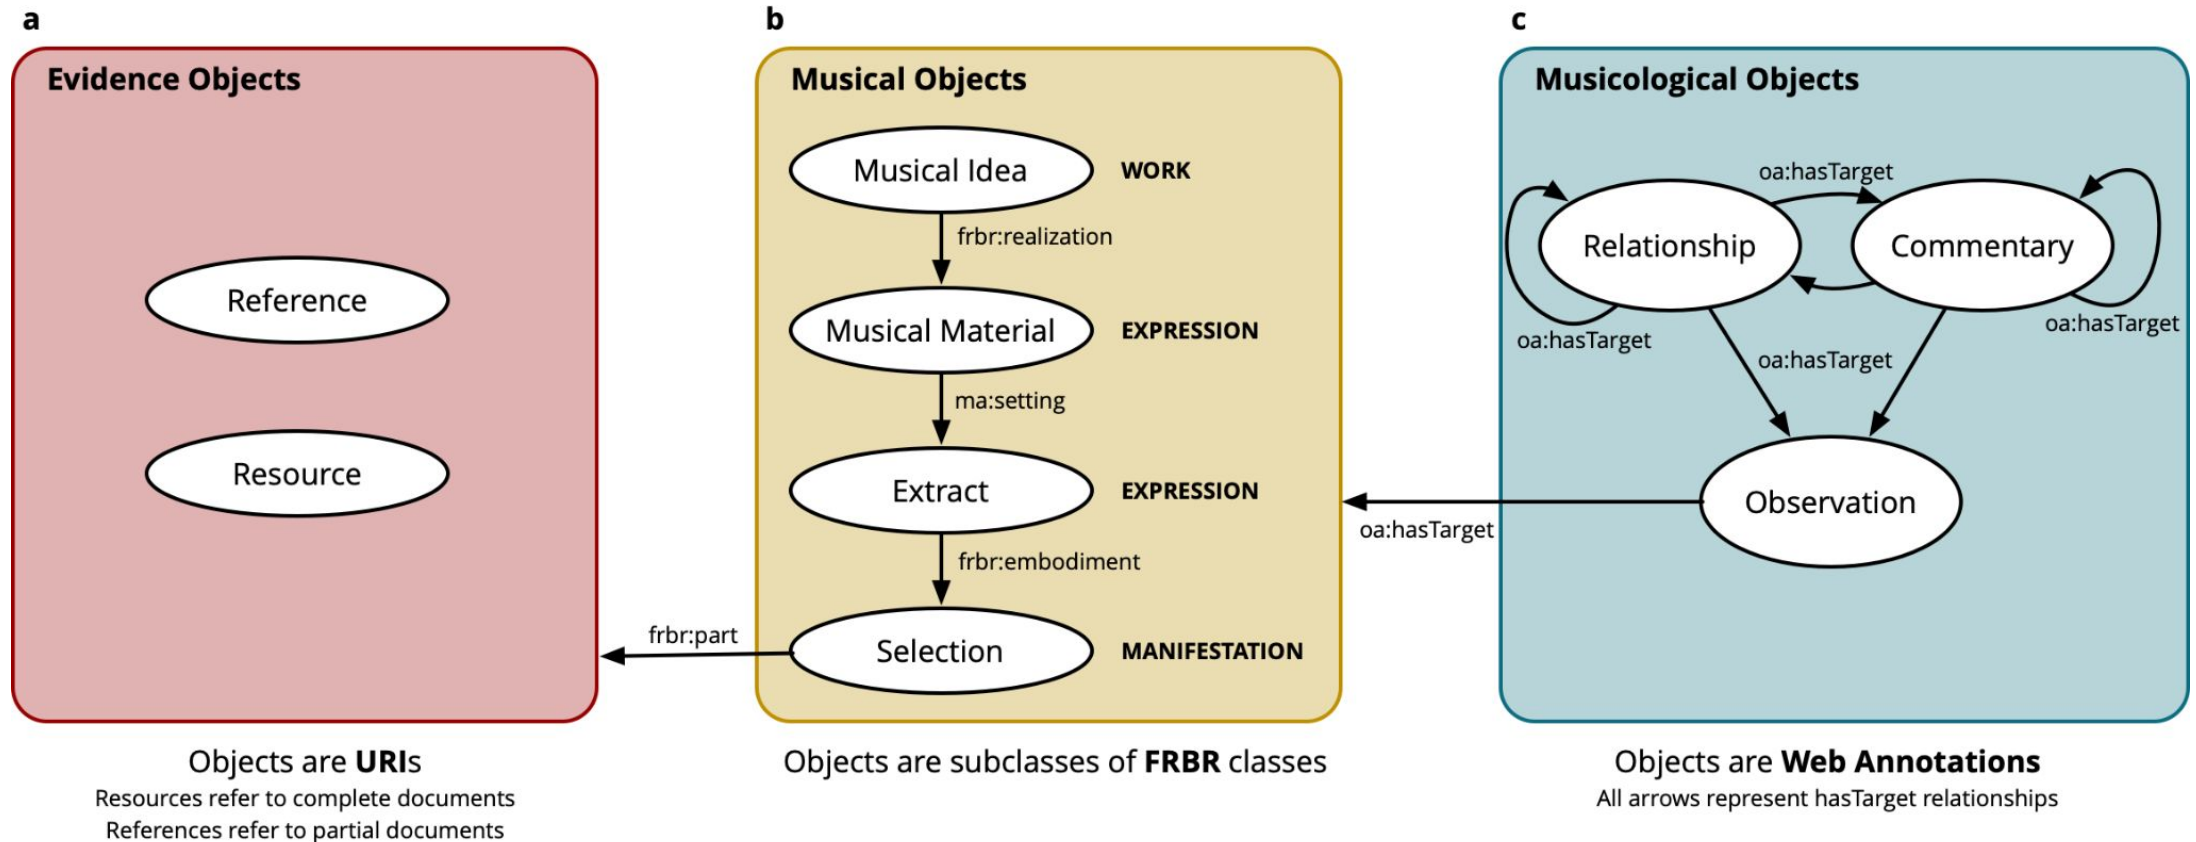 a
Evidence Objects
Reference
Resource
Objects are URIs
Resources refer to complete documents
References refer to partial documents
frbr:part
b
Musical Objects
Musical Idea
WORK
frbr:realization
Musical Material
EXPRESSION
ma:setting
Extract
EXPRESSION
frbr:embodiment
Selection
MANIFESTATION
Objects are subclasses of FRBR classes
oa:hasTarget
c
Musicological Objects
oa:hasTarget
Relationship
Commentary
oa:hasTarget
oa:hasTarget
oa:hasTarget
Observation
Objects are Web Annotations
All arrows represent hasTarget relationships